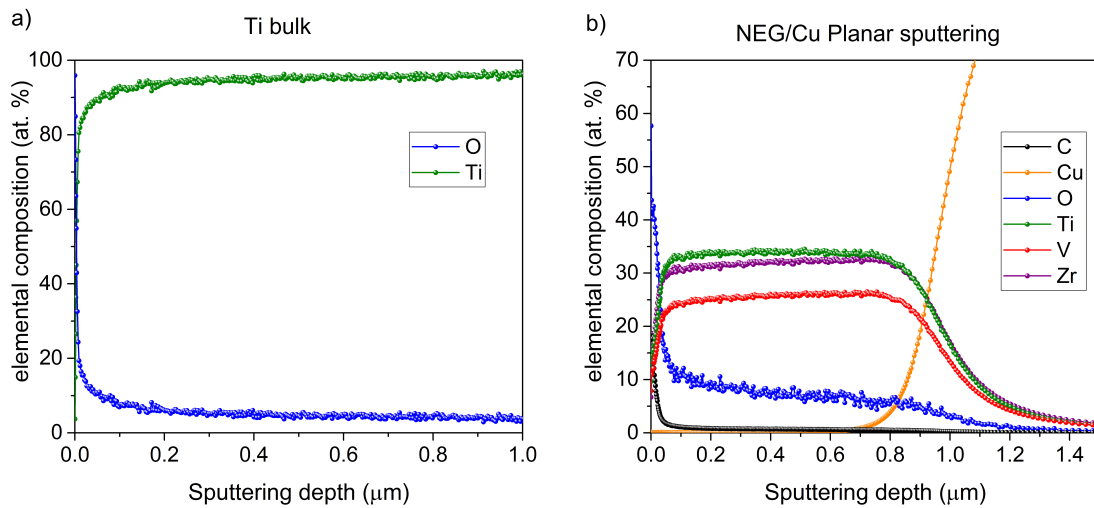 a)
Ti bulk
elemental composition (at. %)
100
80
60
40
20
0
O
Ti
0.0 0.2 0.4 0.6 0.8 1.0
Sputtering depth (μm)
b)
NEG/Cu Planar sputtering
elemental composition (at. %)
70
60
50
40
30
20
10
0
C
Cu
O
Ti
V
Zr
0.0 0.2 0.4 0.6 0.8 1.0 1.2 1.4
Sputtering depth (μm)